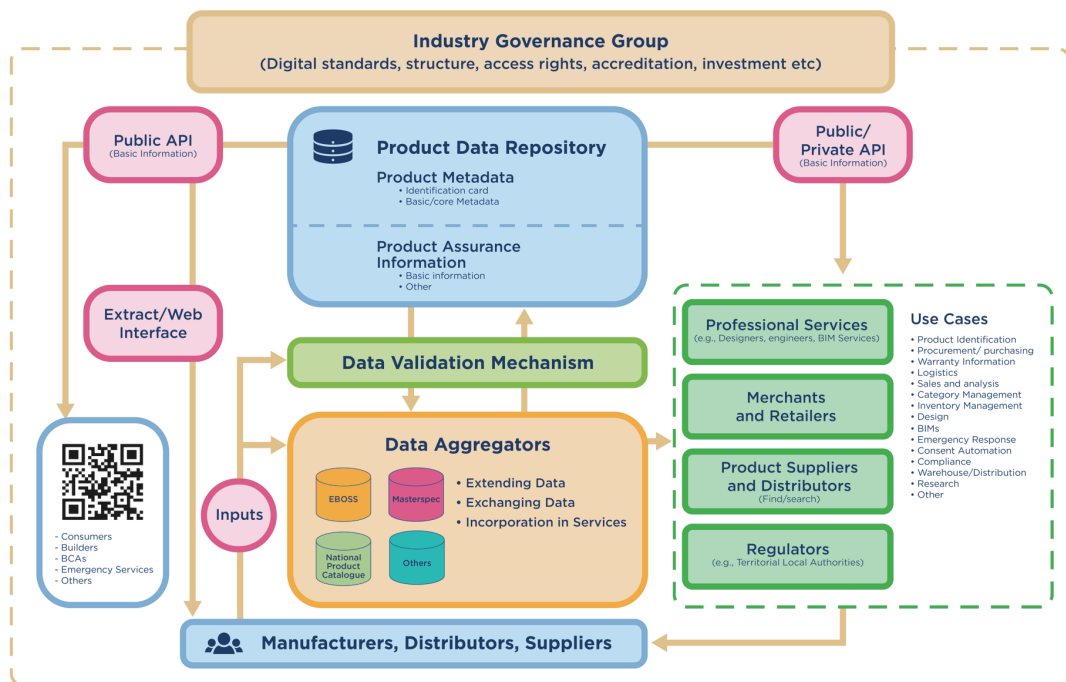 Industry Governance Group
(Digital standards, structure, access rights, accreditation, investment etc)
Public API
(Basic Information)
Product Data Repository
Product Metadata
• Identification card
• Basic/core Metadata
Product Assurance
Information
• Basic information
• Other
Public/
Private API
(Basic Information)
Extract/Web
Interface
Data Validation Mechanism
Data Aggregators
EBOSS
Masterspec
National
Product
Catalogue
Others
• Extending Data
• Exchanging Data
• Incorporation in Services
Inputs
- Consumers
- Builders
- BCAs
- Emergency Services
- Others
Professional Services
(e.g., Designers, engineers, BIM Services)
Merchants
and Retailers
Product Suppliers
and Distributors
(Find/search)
Regulators
(e.g., Territorial Local Authorities)
Use Cases
• Product Identification
• Procurement/ purchasing
• Warranty Information
• Logistics
• Sales and analysis
• Category Management
• Inventory Management
• Design
• BIMs
• Emergency Response
• Consent Automation
• Compliance
• Warehouse/Distribution
• Research
• Other
Manufacturers, Distributors, Suppliers